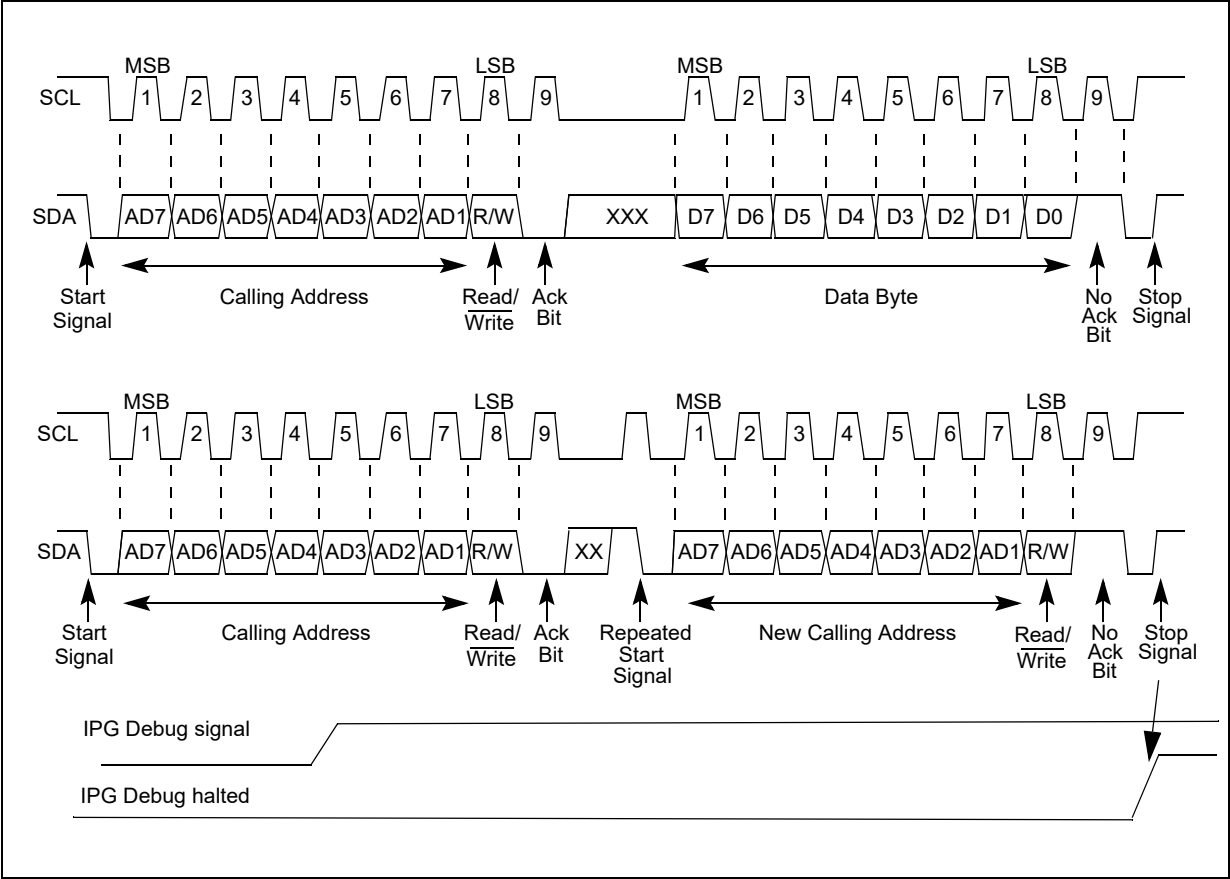 MSB LSB MSB LSB
SCL 1 2 3 4 5 6 7 8 9 1 2 3 4 5 6 7 8 9
SDA AD7 AD6 AD5 AD4 AD3 AD2 AD1 R/W XXX D7 D6 D5 D4 D3 D2 D1 D0
Start Signal
Calling Address
Read/Write
Ack Bit
Data Byte
No Ack Bit
Stop Signal
MSB LSB MSB LSB
SCL 1 2 3 4 5 6 7 8 9 1 2 3 4 5 6 7 8 9
SDA AD7 AD6 AD5 AD4 AD3 AD2 AD1 R/W XX AD7 AD6 AD5 AD4 AD3 AD2 AD1 R/W
Start Signal
Calling Address
Read/Write
Ack Bit
Repeated Start Signal
New Calling Address
Read/Write
No Ack Bit
Stop Signal
IPG Debug signal
IPG Debug halted